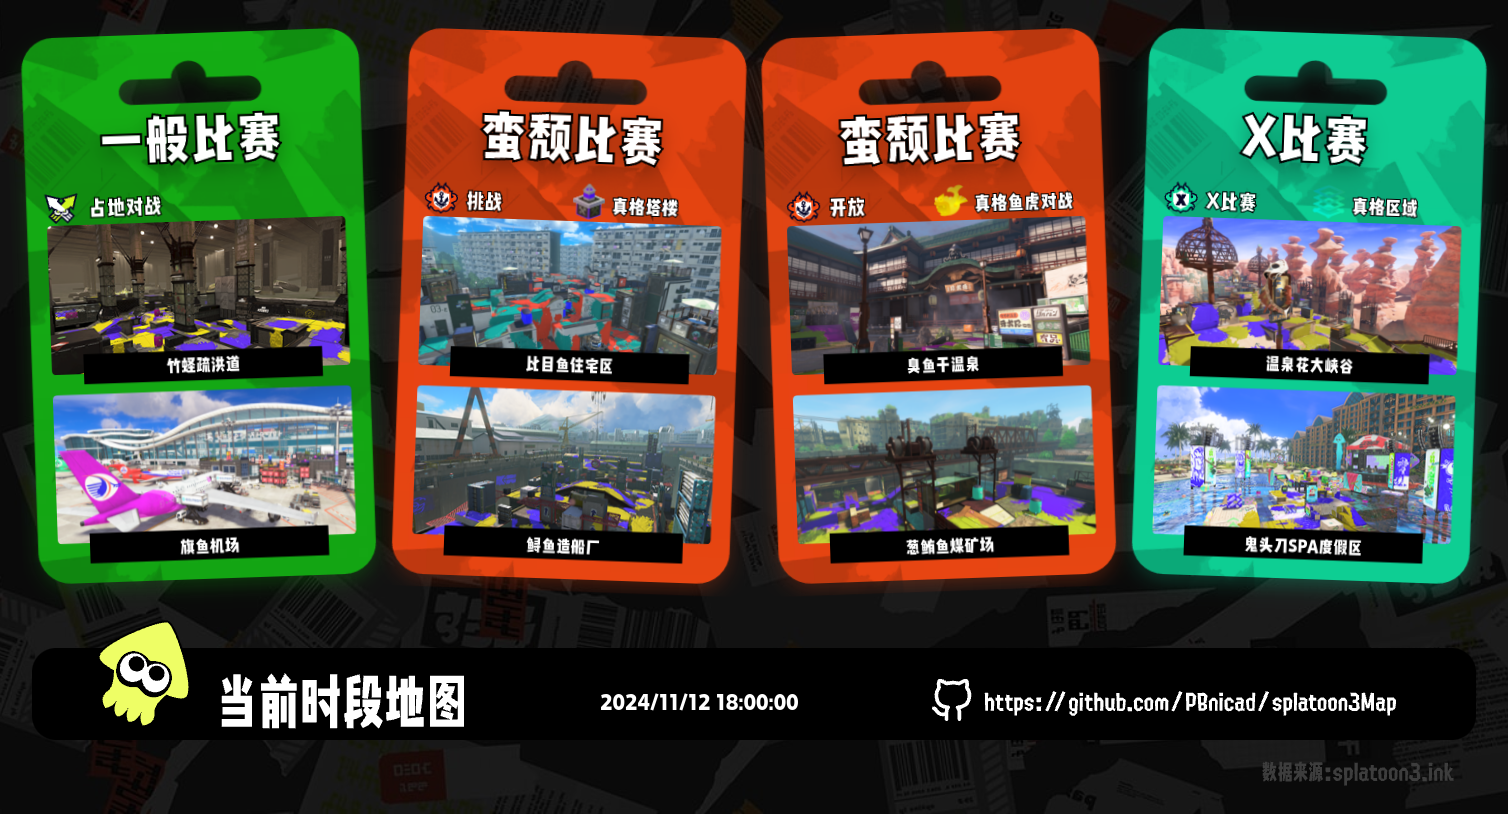 一般比赛
占地对战
竹蛏疏洪道
旗鱼机场
蛮颓比赛
挑战
真格塔楼
比目鱼住宅区
鲟鱼造船厂
蛮颓比赛
开放
真格鱼虎对战
臭鱼干温泉
葱鲔鱼煤矿场
X比赛
X比赛
真格区域
温泉花大峡谷
鬼头刀SPA度假区
当前时段地图
2024/11/12 18:00:00
https://github.com/PBnicad/splatoon3Map
数据来源:splatoon3.ink